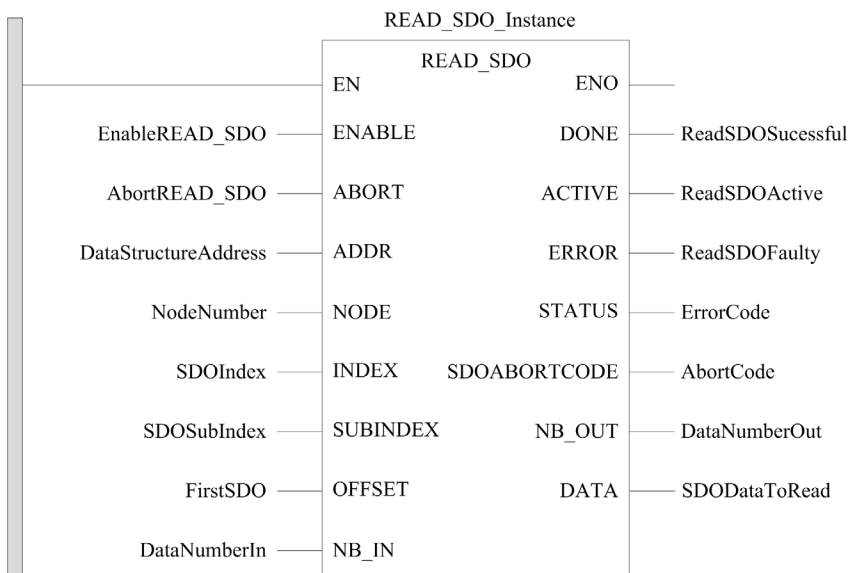 READ_SDO_Instance
READ_SDO
EN ENO
EnableREAD_SDO ENABLE DONE ReadSDOSucessful
AbortREAD_SDO ABORT ACTIVE ReadSDOActive
DataStructureAddress ADDR ERROR ReadSDOFaulty
NodeNumber NODE STATUS ErrorCode
SDOIndex INDEX SDOABORTCODE AbortCode
SDOSubIndex SUBINDEX NB_OUT DataNumberOut
FirstSDO OFFSET DATA SDODataToRead
DataNumberIn NB_IN